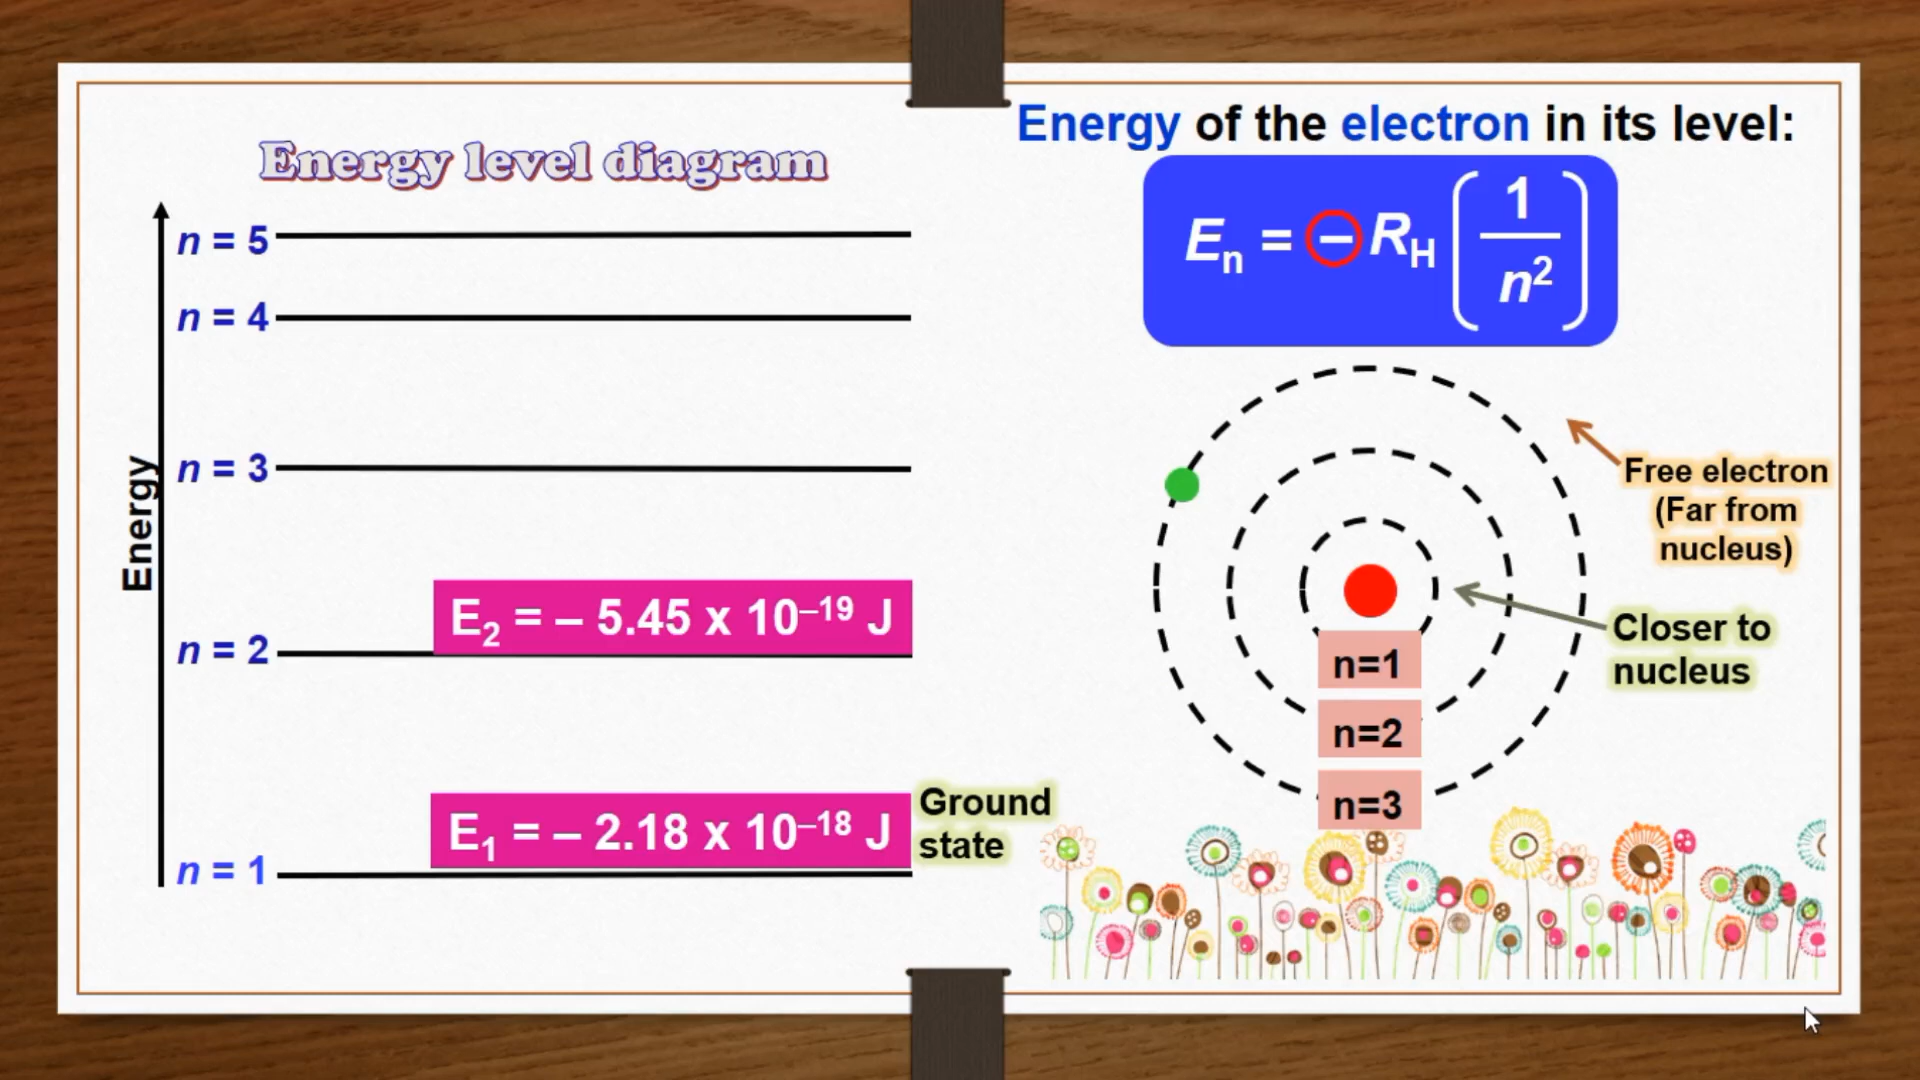 Energy level diagram
n = 5
n = 4
n = 3
Energy
E₂ = – 5.45 x 10⁻¹⁹ J
n = 2
E₁ = – 2.18 x 10⁻¹⁸ J
Ground
state
n = 1
Energy of the electron in its level:
Eₙ = – R_H (1/n²)
Free electron
(Far from
nucleus)
Closer to
nucleus
n=1
n=2
n=3